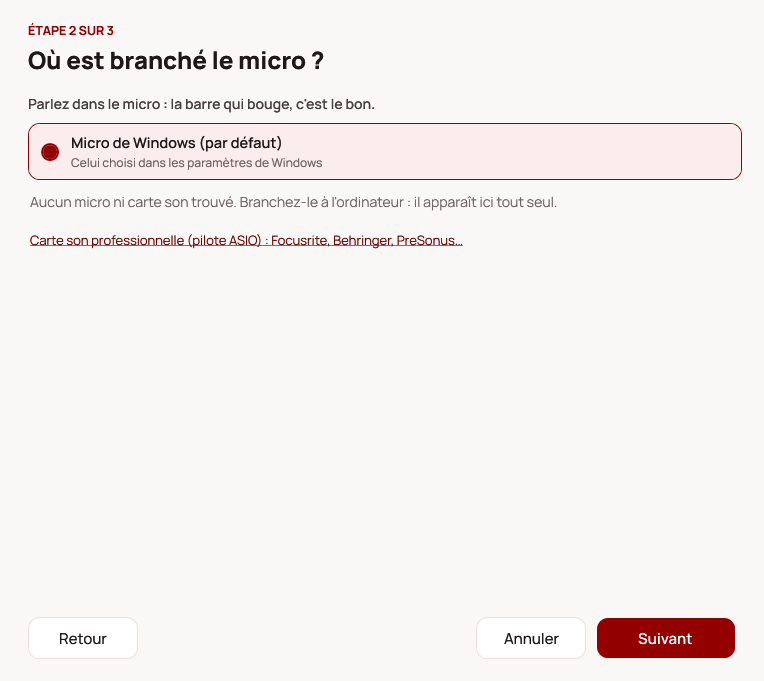 ÉTAPE 2 SUR 3
Où est branché le micro ?
Parlez dans le micro : la barre qui bouge, c'est le bon.
Micro de Windows (par défaut)
Celui choisi dans les paramètres de Windows
Aucun micro ni carte son trouvé. Branchez-le à l'ordinateur : il apparaît ici tout seul.
Carte son professionnelle (pilote ASIO) : Focusrite, Behringer, PreSonus...
Retour
Annuler
Suivant